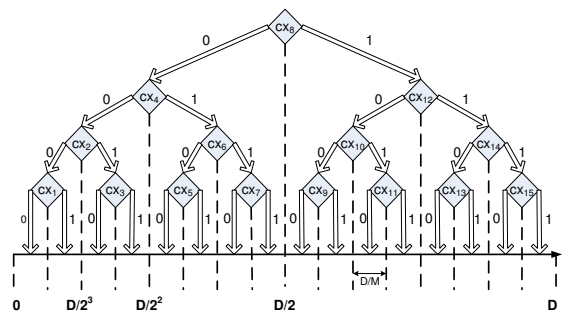 CX₈
0 1
CX₄ CX₁₂
0 1 0 1
CX₂ CX₆ CX₁₀ CX₁₄
0 1 0 1 0 1 0 1
CX₁ CX₃ CX₅ CX₇ CX₉ CX₁₁ CX₁₃ CX₁₅
0 1 0 1 0 1 0 1 0 1 0 1 0 1 0 1
D/M
0 D/2³ D/2² D/2 D